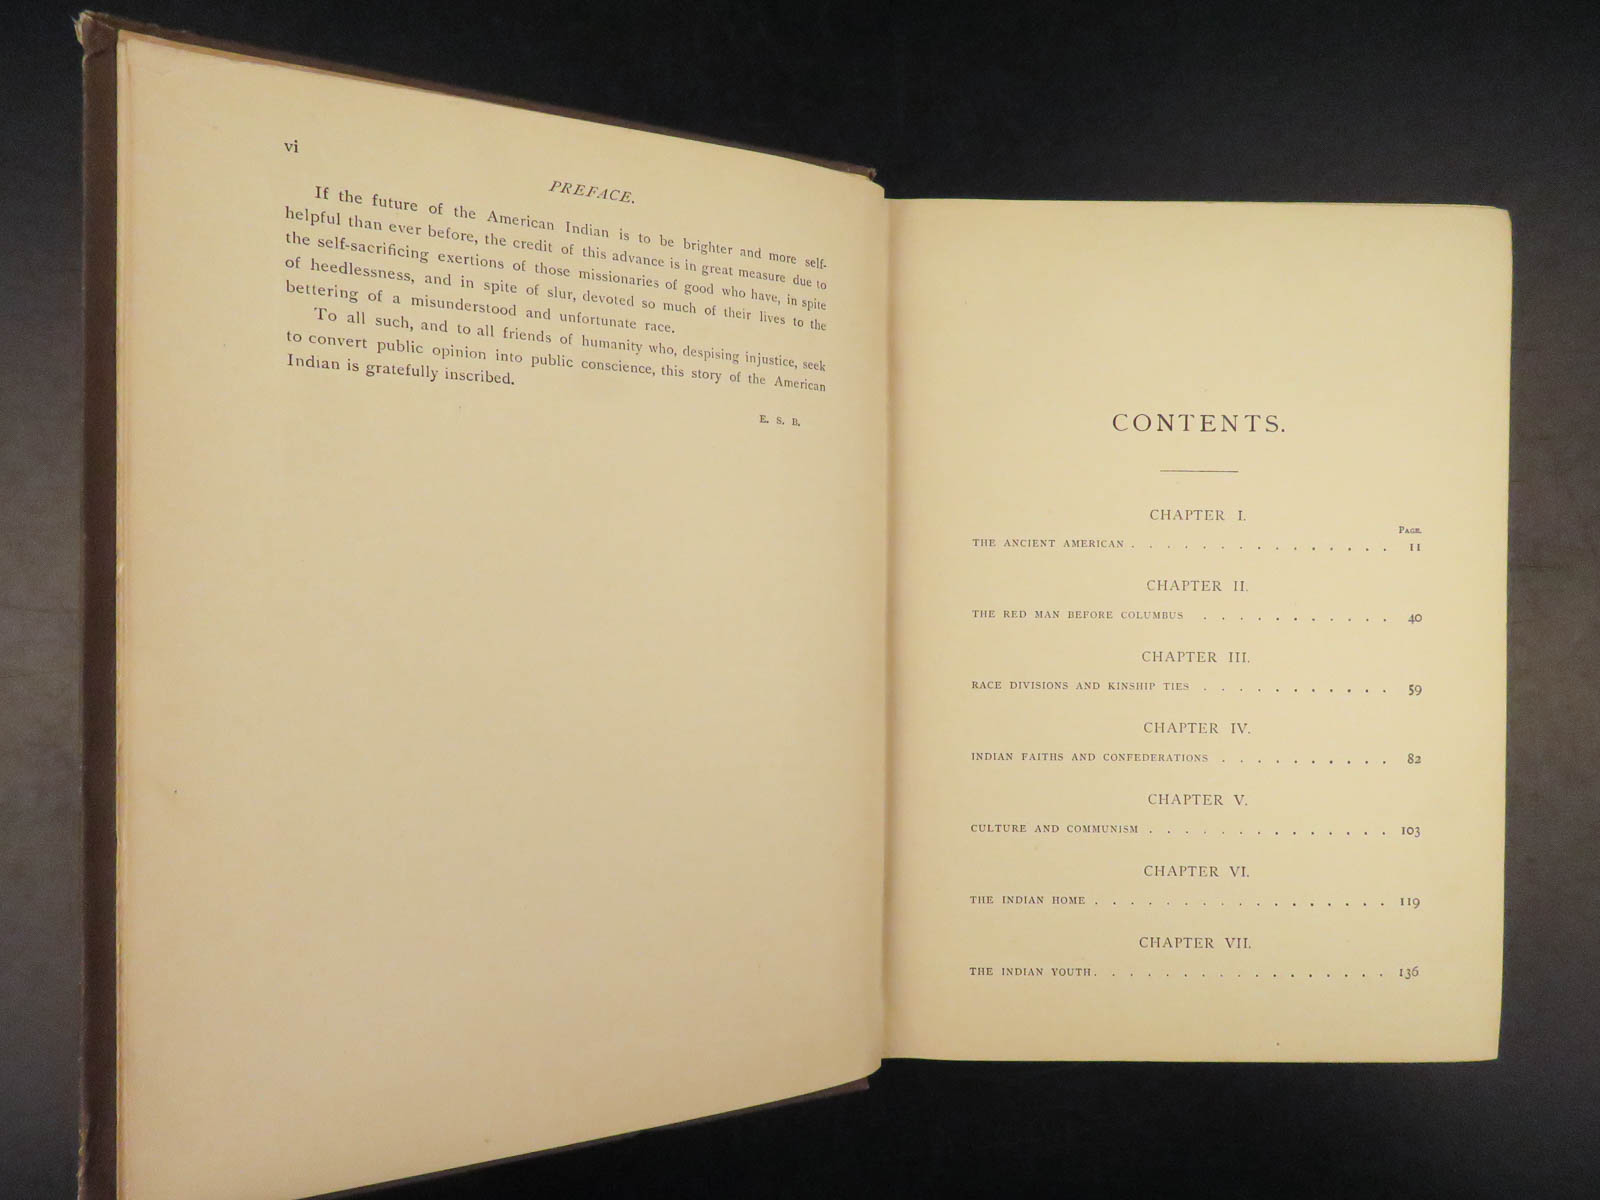 vi
PREFACE.
If the future of the American Indian is to be brighter and more self-
helpful than ever before, the credit of this advance is in great measure due to
the self-sacrificing exertions of those missionaries of good who have, in spite
of heedlessness, and in spite of slur, devoted so much of their lives to the
bettering of a misunderstood and unfortunate race.
To all such, and to all friends of humanity who, despising injustice, seek
to convert public opinion into public conscience, this story of the American
Indian is gratefully inscribed.
E. S. B.
CONTENTS.
CHAPTER I.
Page.
THE ANCIENT AMERICAN . . . . . . . . . . . . . . . 11
CHAPTER II.
THE RED MAN BEFORE COLUMBUS . . . . . . . . . . . 40
CHAPTER III.
RACE DIVISIONS AND KINSHIP TIES . . . . . . . . . . . 59
CHAPTER IV.
INDIAN FAITHS AND CONFEDERATIONS . . . . . . . . . . 82
CHAPTER V.
CULTURE AND COMMUNISM . . . . . . . . . . . . . . 103
CHAPTER VI.
THE INDIAN HOME . . . . . . . . . . . . . . . . . 119
CHAPTER VII.
THE INDIAN YOUTH . . . . . . . . . . . . . . . . . 136